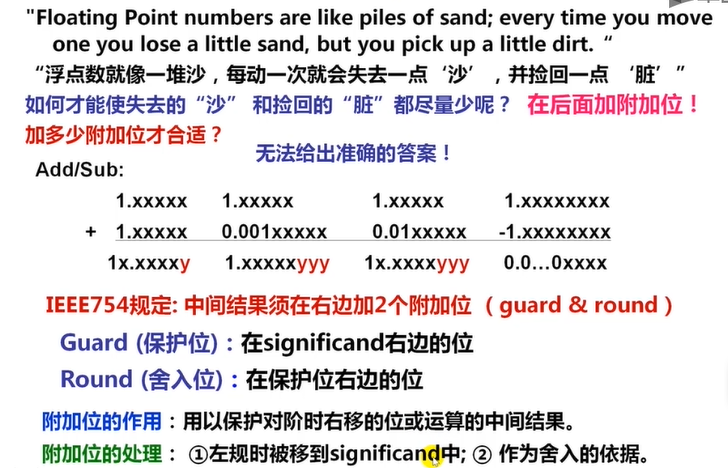 "Floating Point numbers are like piles of sand; every time you move
one you lose a little sand, but you pick up a little dirt. “
“浮点数就像一堆沙，每动一次就会失去一点‘沙’，并捡回一点 ‘脏’”
如何才能使失去的“沙” 和捡回的“脏”都尽量少呢？ 在后面加附加位！
加多少附加位才合适？
无法给出准确的答案！
Add/Sub:
1.xxxxx 1.xxxxx 1.xxxxx 1.xxxxxxxx
+ 1.xxxxx 0.001xxxxx 0.01xxxxx -1.xxxxxxxx
1x.xxxxy 1.xxxxxyyy 1x.xxxxyyy 0.0...0xxxx
IEEE754规定: 中间结果须在右边加2个附加位 （ guard & round ）
Guard (保护位)：在significand右边的位
Round (舍入位)：在保护位右边的位
附加位的作用：用以保护对阶时右移的位或运算的中间结果。
附加位的处理： ①左规时被移到significand中; ② 作为舍入的依据。